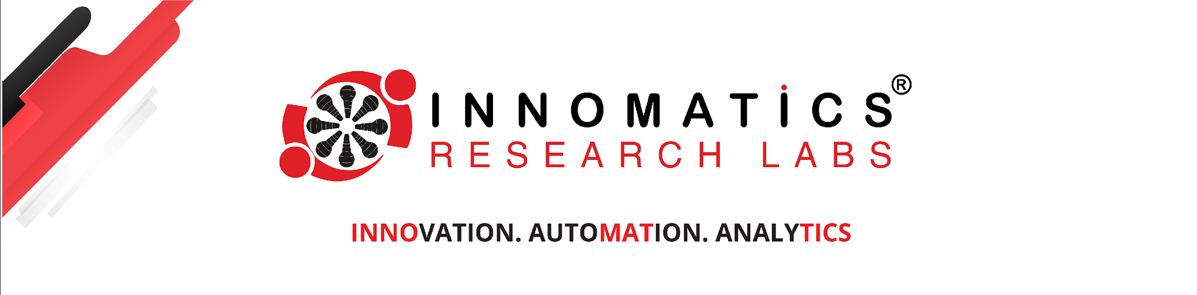 INNOMATiCS®
RESEARCH LABS
INNOVATION. AUTOMATION. ANALYTICS